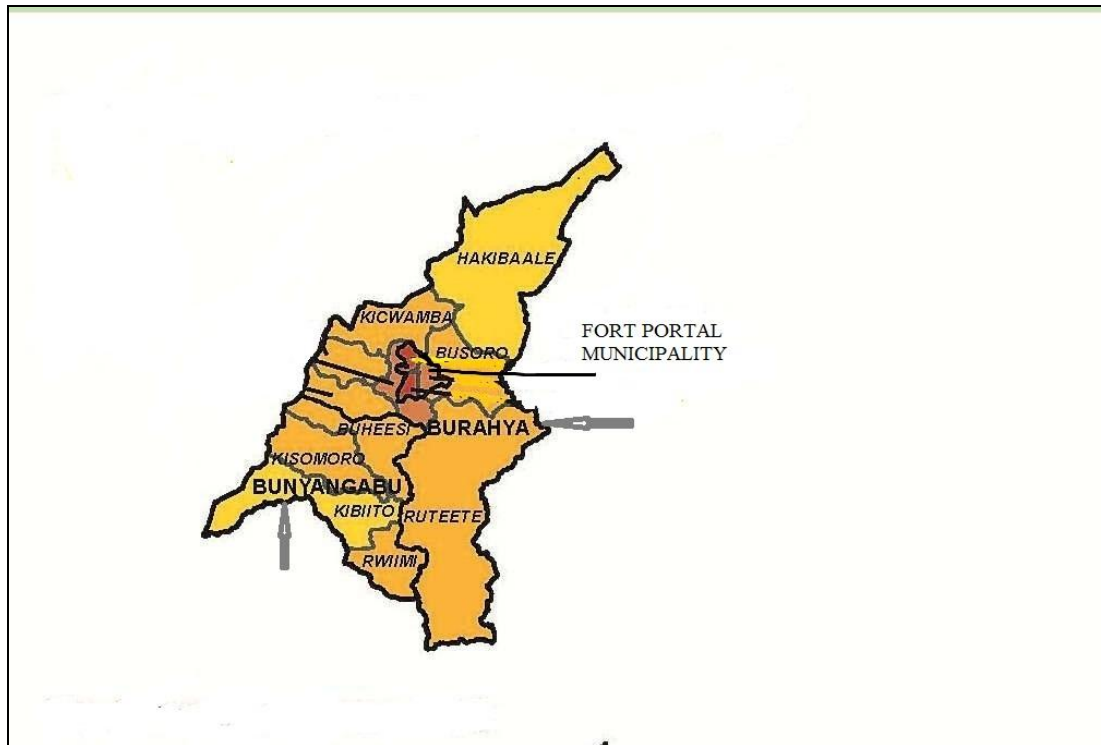 HAKIBAALE
KICWAMBA
FORT PORTAL
MUNICIPALITY
BUSORO
BUHEESI
BURAHYA
KISOMORO
BUNYANGABU
KIBIITO
RUTEETE
RWIIMI